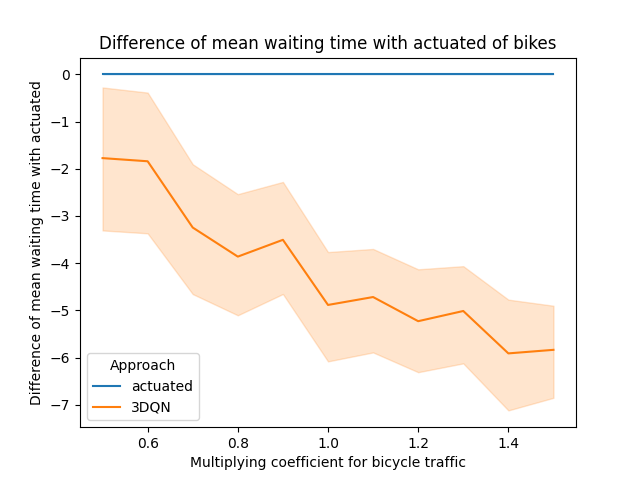 Difference of mean waiting time with actuated of bikes
Difference of mean waiting time with actuated
0
−1
−2
−3
−4
−5
−6
−7
Approach
actuated
3DQN
0.6 0.8 1.0 1.2 1.4
Multiplying coefficient for bicycle traffic